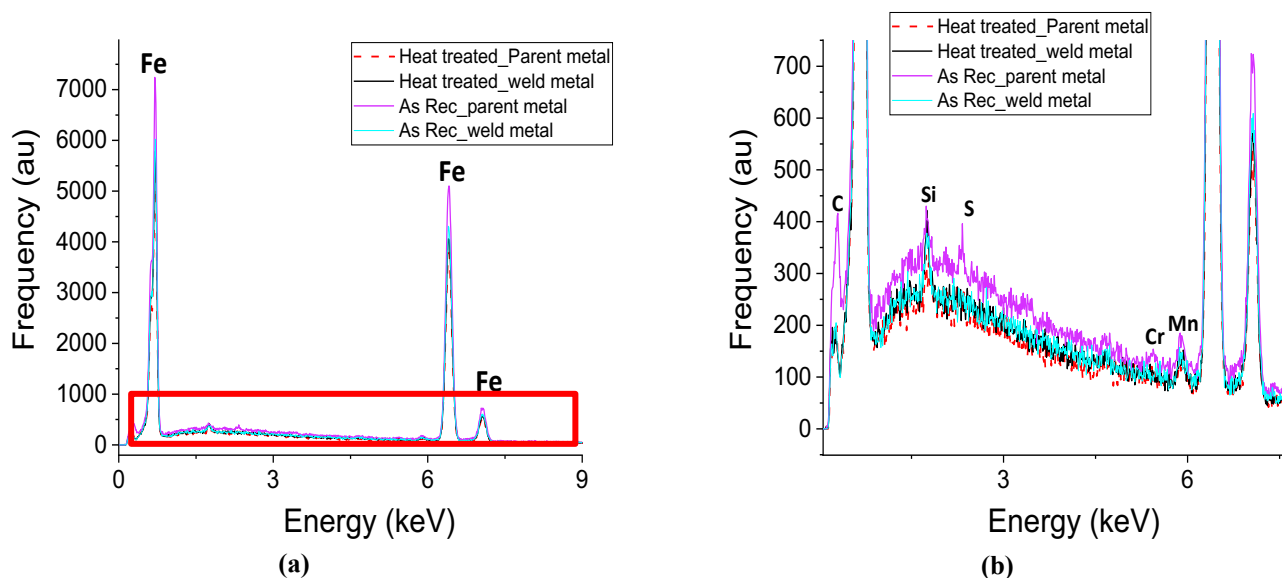 Fe
Heat treated_Parent metal
Heat treated_weld metal
As Rec_parent metal
As Rec_weld metal
Fe
Fe
7000
6000
5000
4000
3000
2000
1000
0
Frequency (au)
0 3 6 9
Energy (keV)
(a)
Heat treated_Parent metal
Heat treated_weld metal
As Rec_parent metal
As Rec_weld metal
700
600
500
400
300
200
100
0
Frequency (au)
C
Si
S
Cr
Mn
3 6
Energy (keV)
(b)